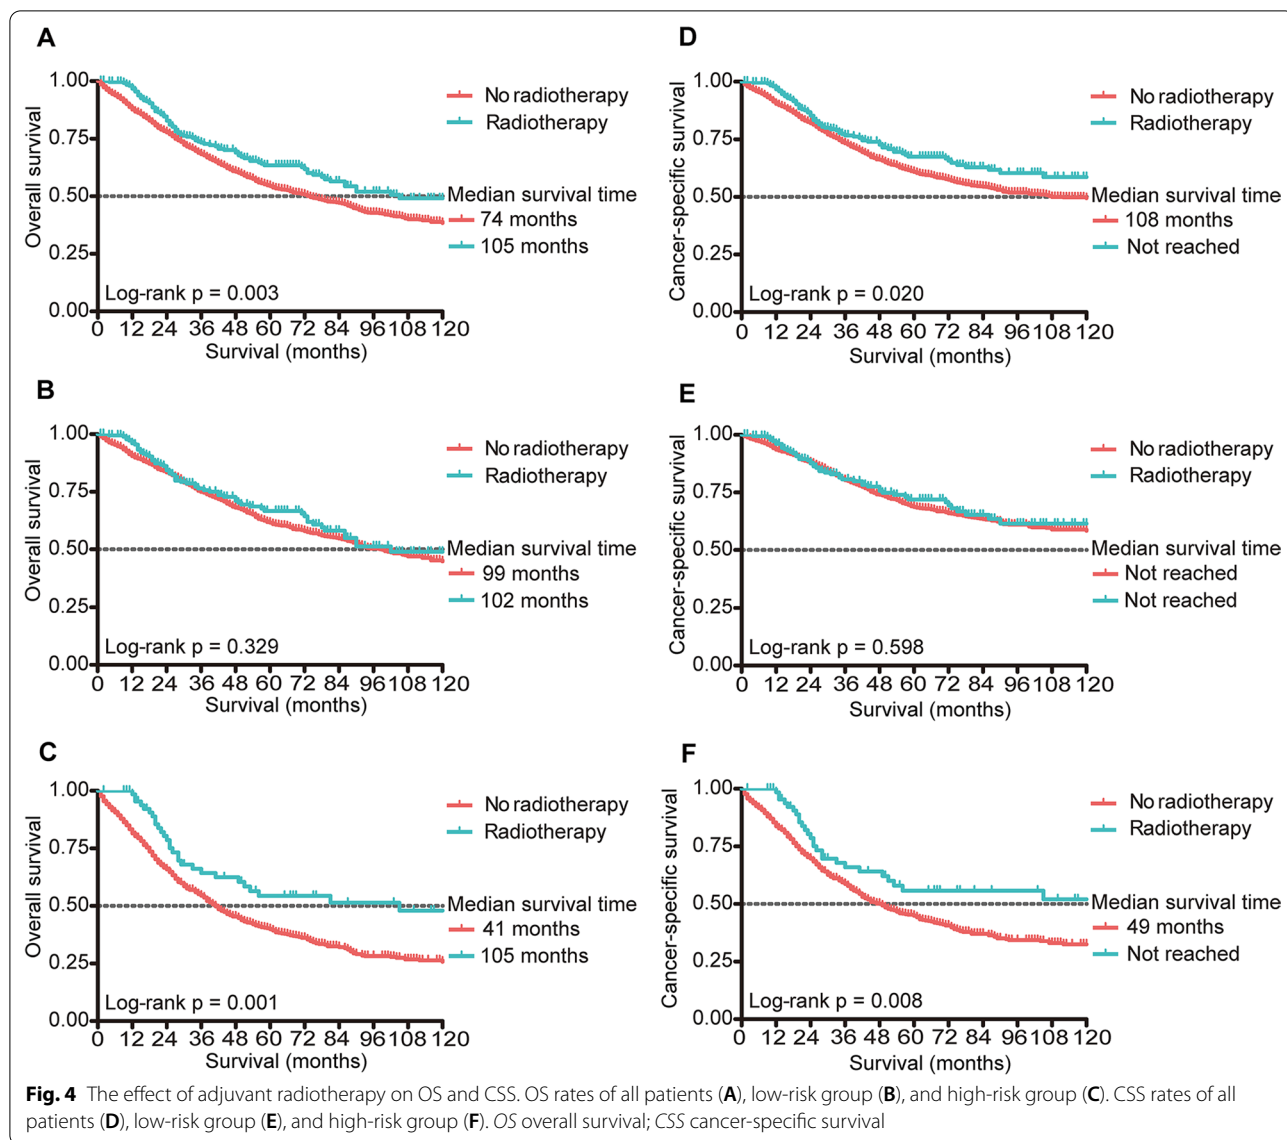 A
1.00
0.75
0.50
0.25
0.00
Overall survival
No radiotherapy
Radiotherapy
Median survival time
74 months
105 months
Log-rank p = 0.003
0 12 24 36 48 60 72 84 96 108 120
Survival (months)
D
1.00
0.75
0.50
0.25
0.00
Cancer-specific survival
No radiotherapy
Radiotherapy
Median survival time
108 months
Not reached
Log-rank p = 0.020
0 12 24 36 48 60 72 84 96 108 120
Survival (months)
B
1.00
0.75
0.50
0.25
0.00
Overall survival
No radiotherapy
Radiotherapy
Median survival time
99 months
102 months
Log-rank p = 0.329
0 12 24 36 48 60 72 84 96 108 120
Survival (months)
E
1.00
0.75
0.50
0.25
0.00
Cancer-specific survival
No radiotherapy
Radiotherapy
Median survival time
Not reached
Not reached
Log-rank p = 0.598
0 12 24 36 48 60 72 84 96 108 120
Survival (months)
C
1.00
0.75
0.50
0.25
0.00
Overall survival
No radiotherapy
Radiotherapy
Median survival time
41 months
105 months
Log-rank p = 0.001
0 12 24 36 48 60 72 84 96 108 120
Survival (months)
F
1.00
0.75
0.50
0.25
0.00
Cancer-specific survival
No radiotherapy
Radiotherapy
Median survival time
49 months
Not reached
Log-rank p = 0.008
0 12 24 36 48 60 72 84 96 108 120
Survival (months)
Fig. 4 The effect of adjuvant radiotherapy on OS and CSS. OS rates of all patients (A), low-risk group (B), and high-risk group (C). CSS rates of all
patients (D), low-risk group (E), and high-risk group (F). OS overall survival; CSS cancer-specific survival